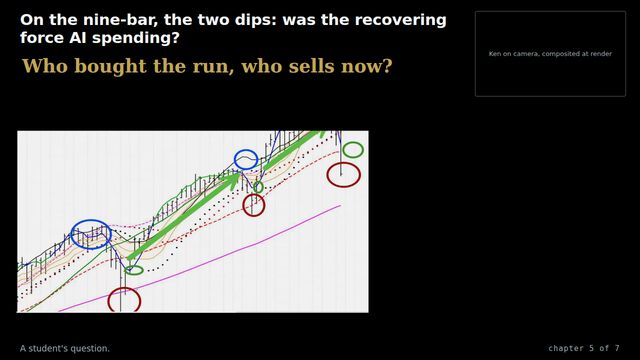 On the nine-bar, the two dips: was the recovering
force AI spending?
Who bought the run, who sells now?
Ken on camera, composited at render
A student's question.
chapter 5 of 7